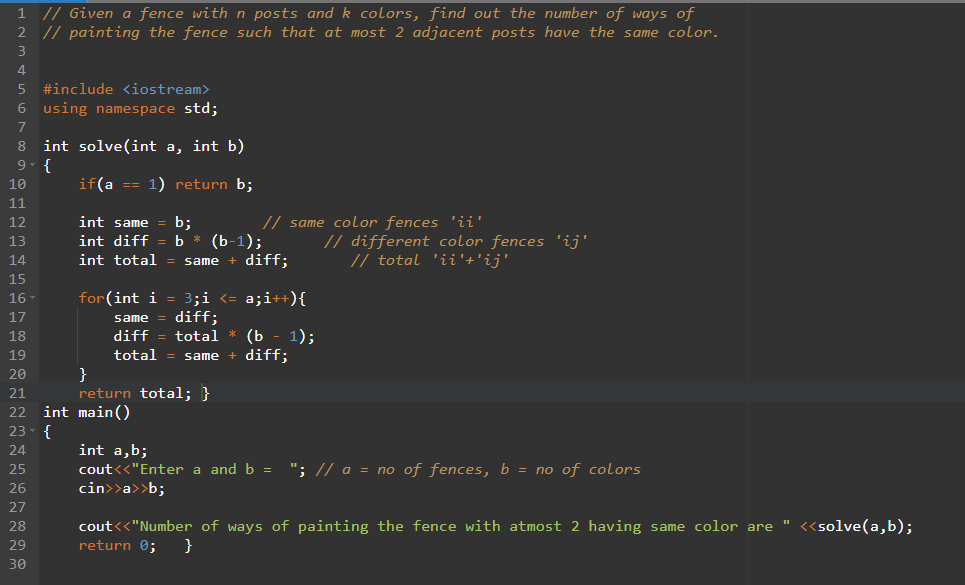 1 // Given a fence with n posts and k colors, find out the number of ways of
2 // painting the fence such that at most 2 adjacent posts have the same color.
3
4
5 #include <iostream>
6 using namespace std;
7
8 int solve(int a, int b)
9 {
10     if(a == 1) return b;
11
12     int same = b;        // same color fences 'ii'
13     int diff = b * (b-1);       // different color fences 'ij'
14     int total = same + diff;       // total 'ii'+'ij'
15
16     for(int i = 3;i <= a;i++){
17         same = diff;
18         diff = total * (b - 1);
19         total = same + diff;
20     }
21     return total; }
22 int main()
23 {
24     int a,b;
25     cout<<"Enter a and b =  "; // a = no of fences, b = no of colors
26     cin>>a>>b;
27
28     cout<<"Number of ways of painting the fence with atmost 2 having same color are " <<solve(a,b);
29     return 0;   }
30